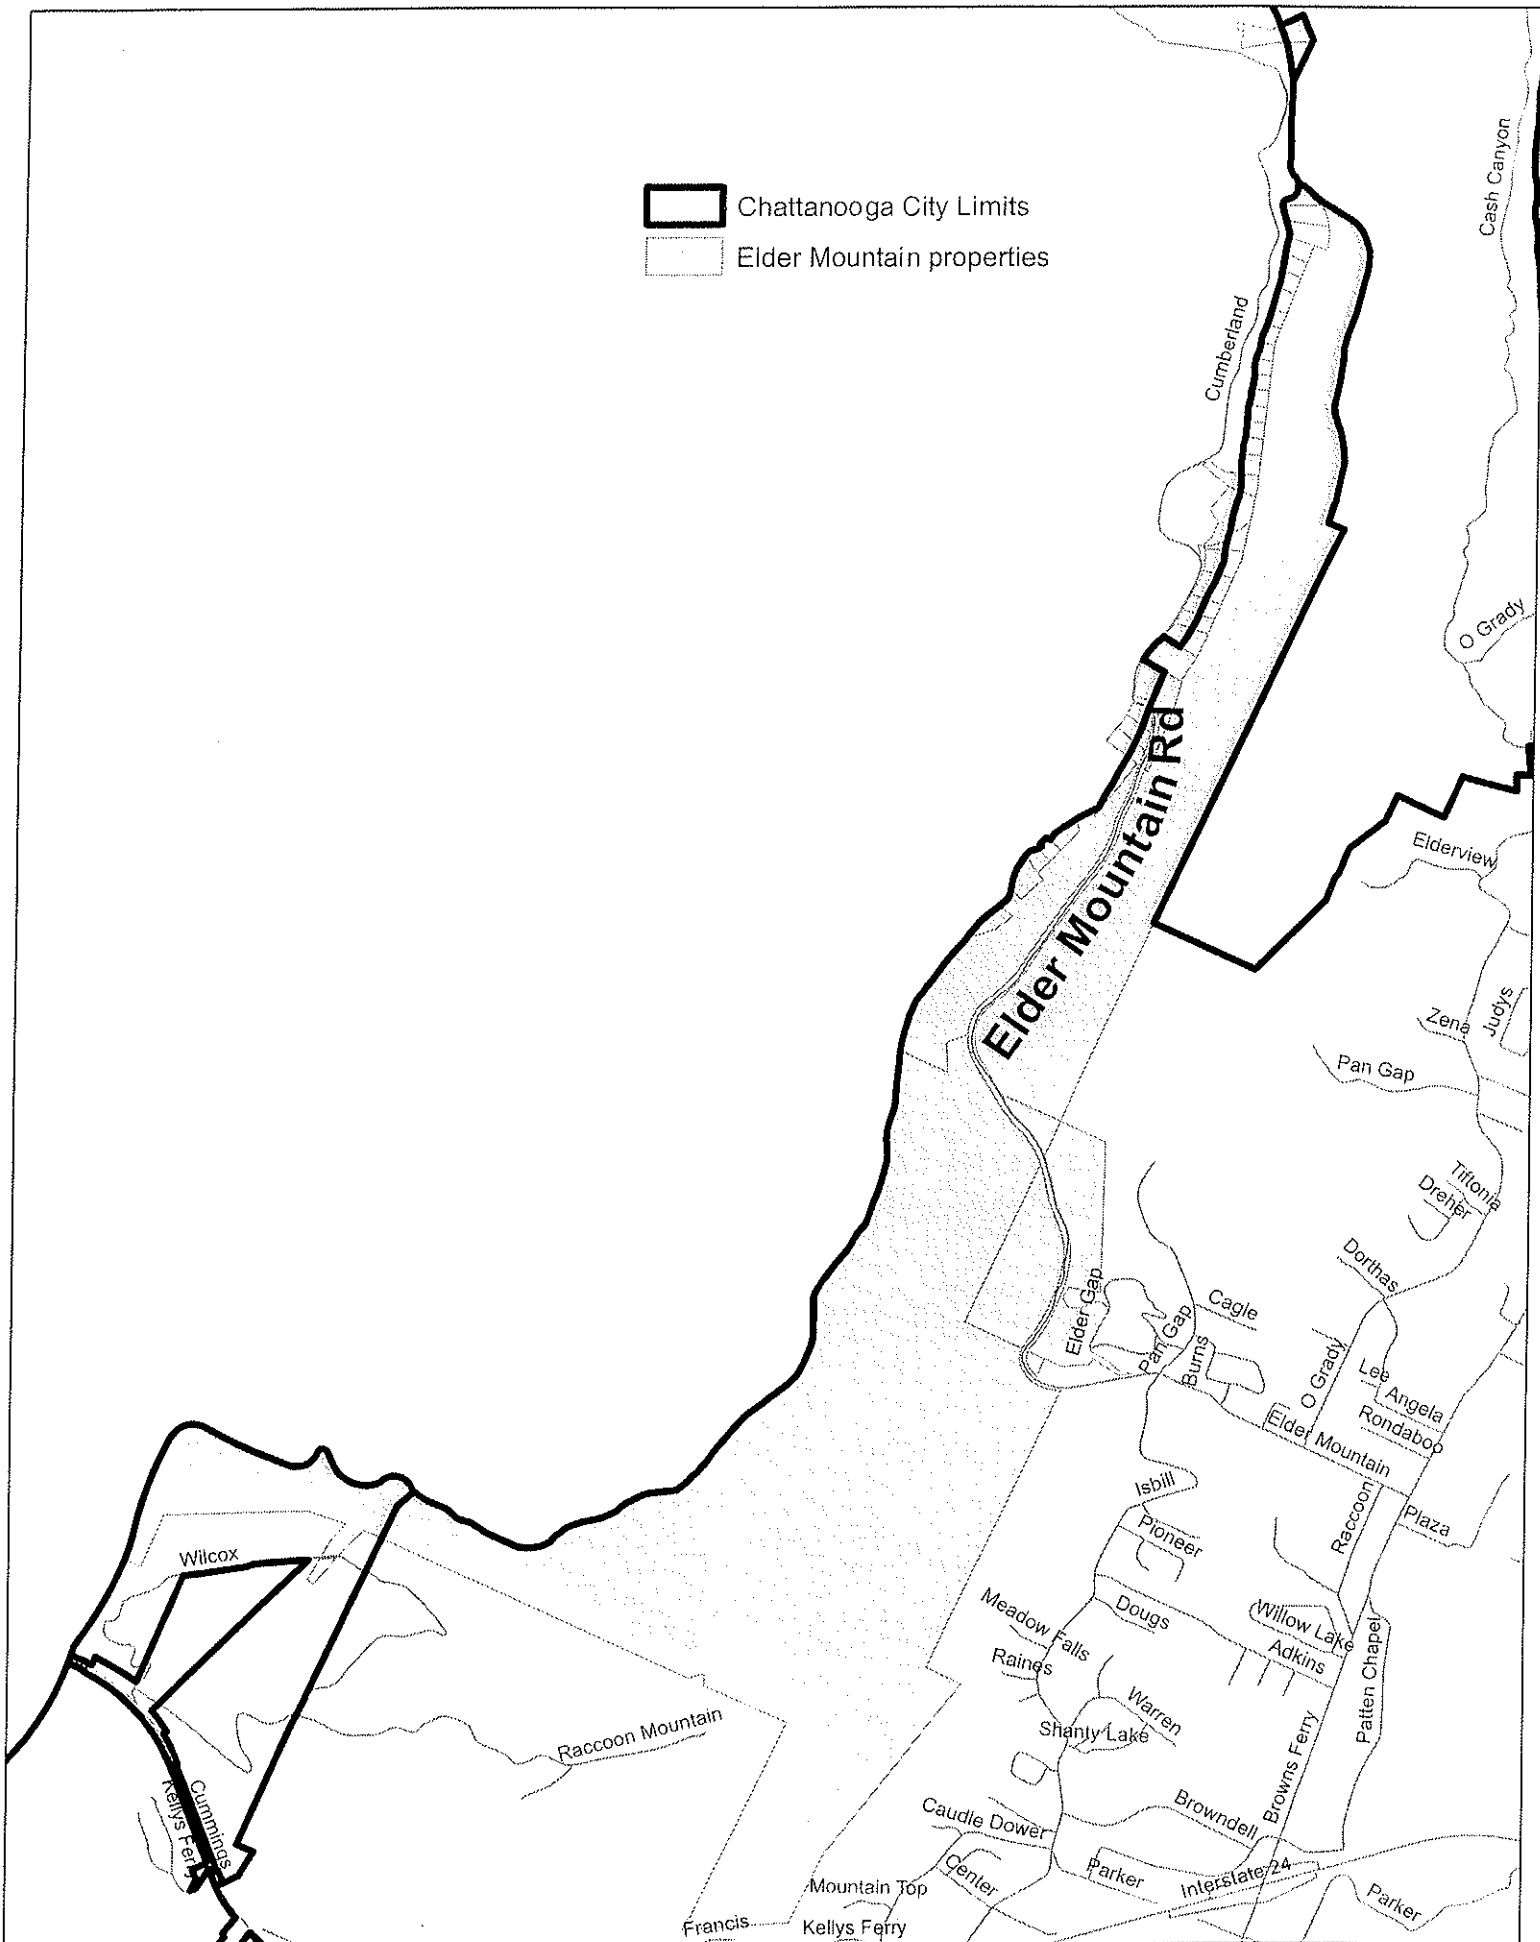 Chattanooga City Limits
Elder Mountain properties
Cash Canyon
Cumberland
O Grady
Elder Mountain Rd
Elderview
Zena
Judys
Pan Gap
Tiftonia
Dreher
Dorthas
Elder Gap
Pan Gap
Burns
Cagle
O Grady
Lee
Angela
Rondaboo
Elder Mountain
Isbill
Pioneer
Raccoon
Plaza
Wilcox
Meadow Falls
Dougs
Willow Lake
Adkins
Raines
Warren
Shanty Lake
Patten Chapel
Browns Ferry
Raccoon Mountain
Cummings
Kellys Ferr
Caudle Dower
Browndell
Center
Parker
Interstate 24
Parker
Mountain Top
Francis
Kellys Ferry